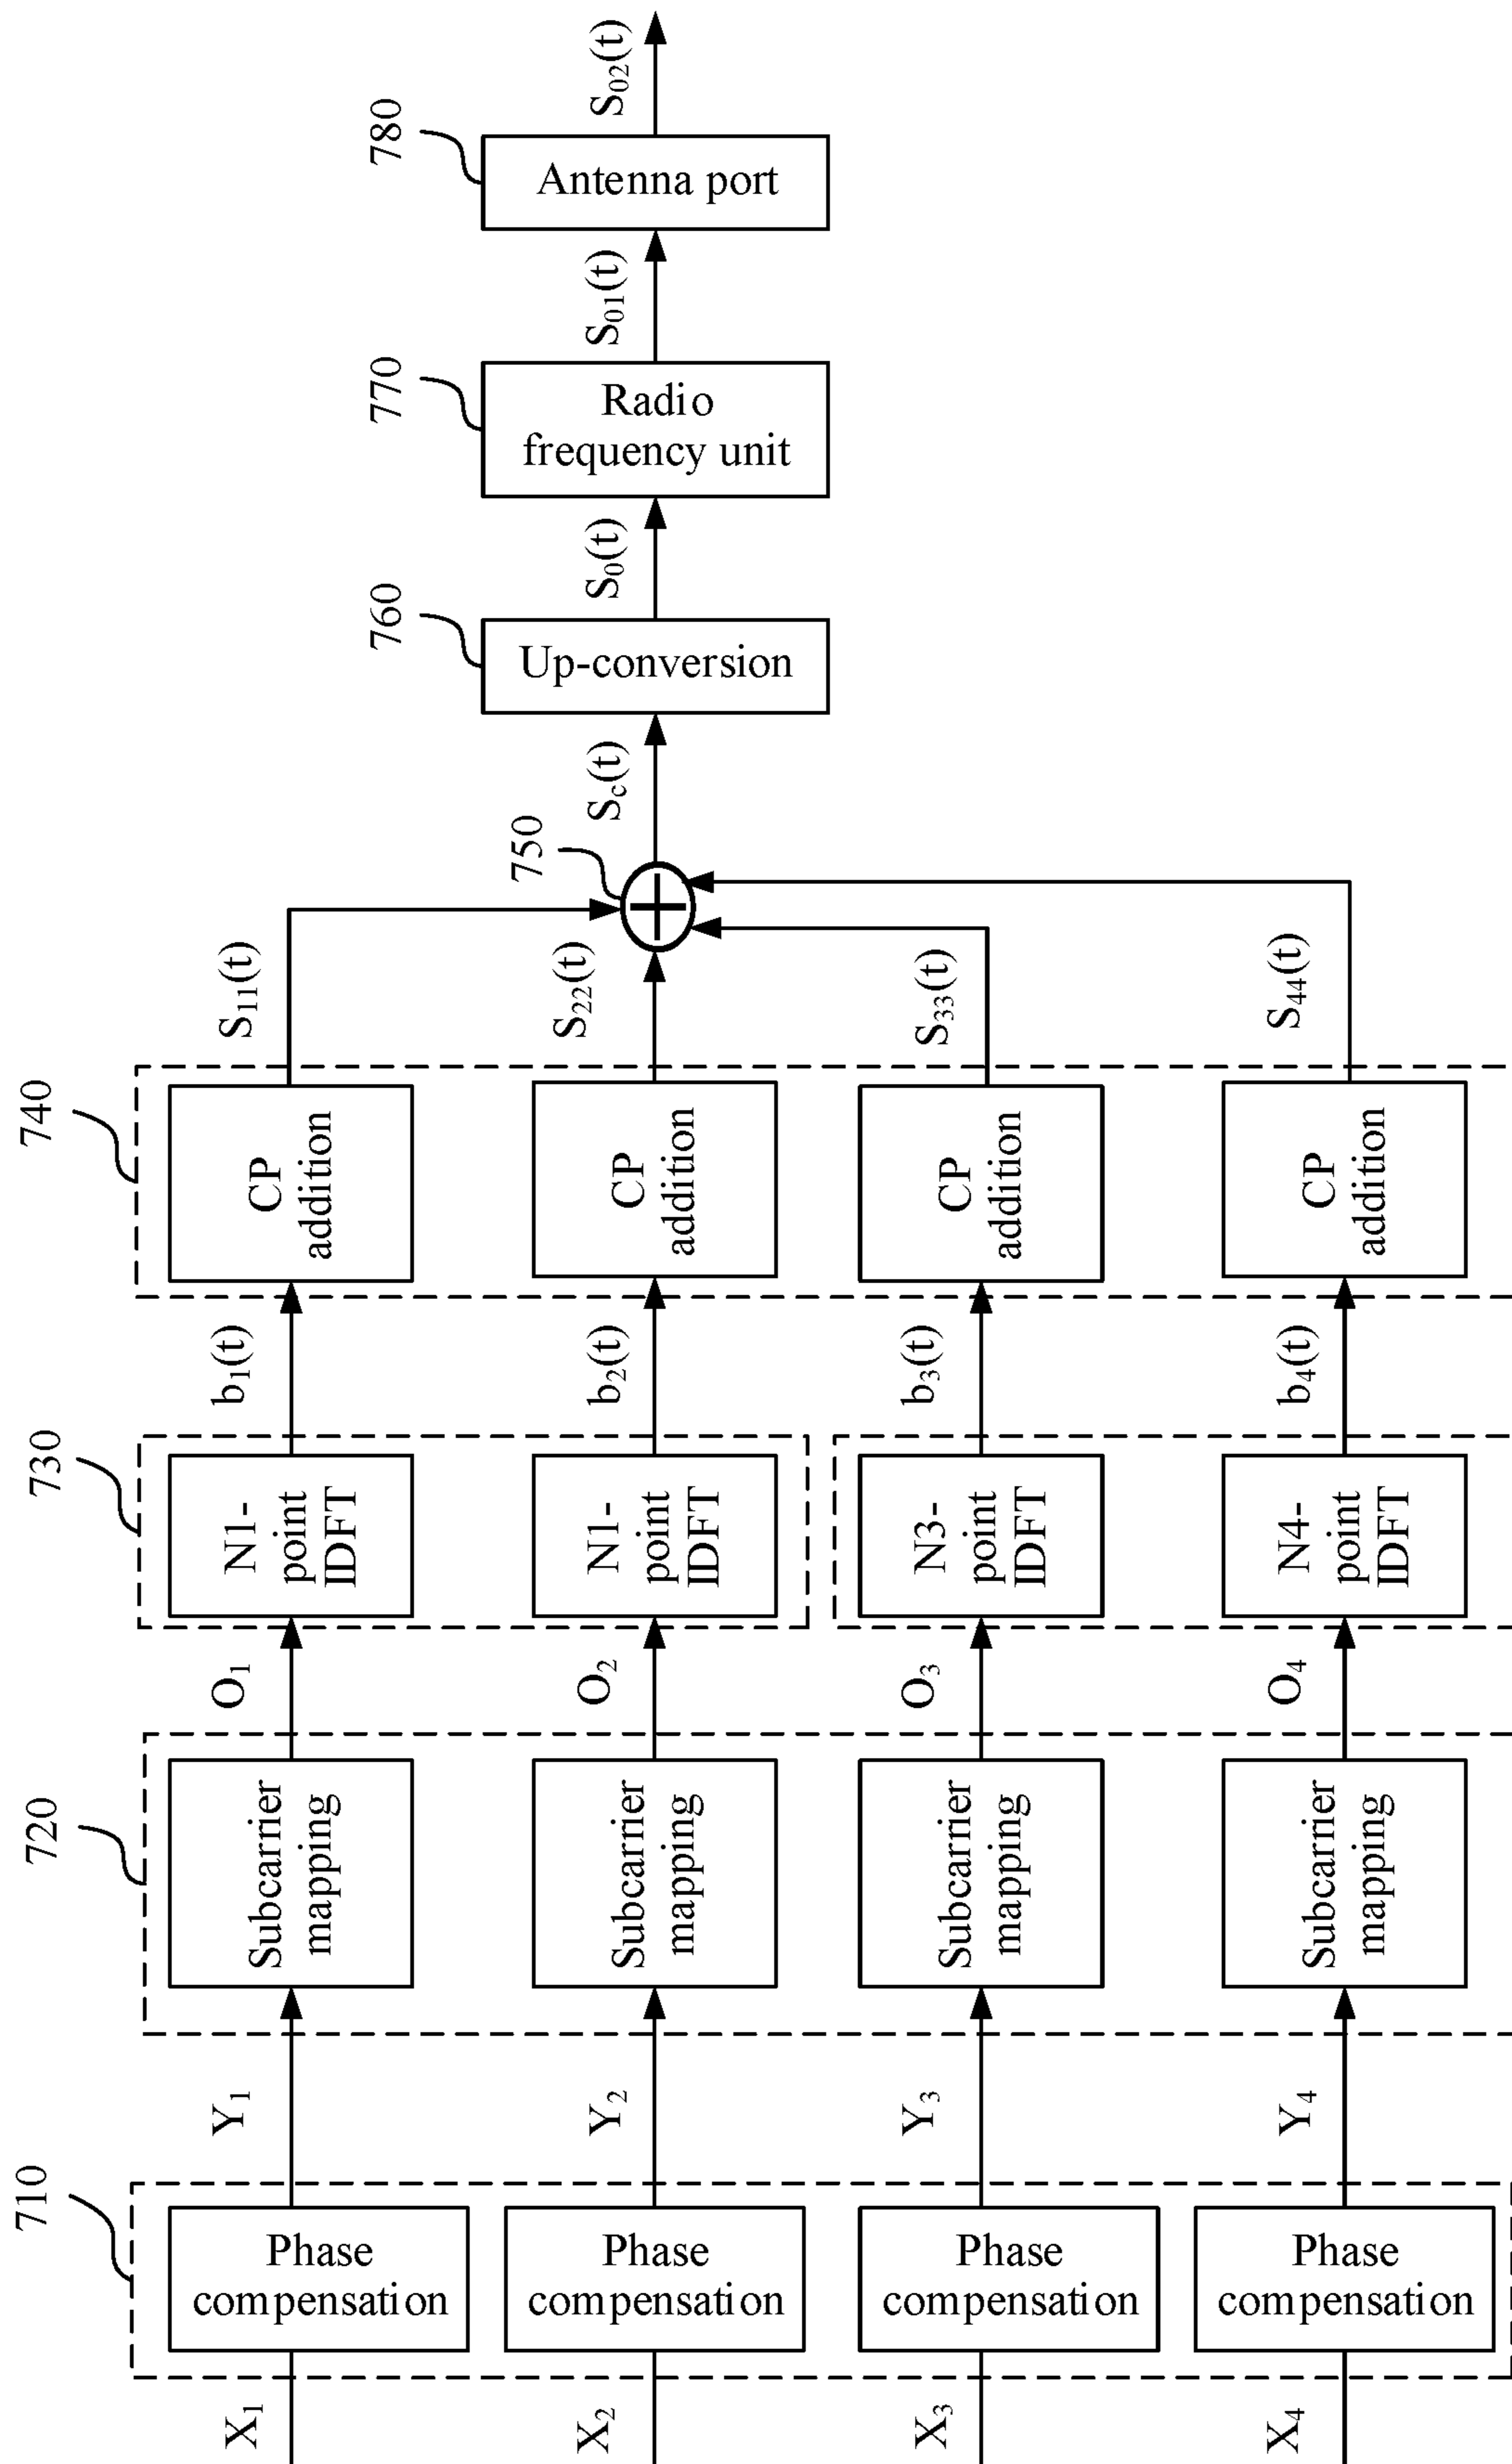 710
X₁
Phase
compensation
Y₁
X₂
Phase
compensation
Y₂
X₃
Phase
compensation
Y₃
X₄
Phase
compensation
Y₄
720
Subcarrier
mapping
O₁
Subcarrier
mapping
O₂
Subcarrier
mapping
O₃
Subcarrier
mapping
O₄
730
N1-
point
IDFT
b₁(t)
N1-
point
IDFT
b₂(t)
N3-
point
IDFT
b₃(t)
N4-
point
IDFT
b₄(t)
740
CP
addition
S₁₁(t)
CP
addition
S₂₂(t)
CP
addition
S₃₃(t)
CP
addition
S₄₄(t)
750
S_c(t)
760
Up-conversion
S₀(t)
770
Radio
frequency unit
S₀₁(t)
780
Antenna port
S₀₂(t)